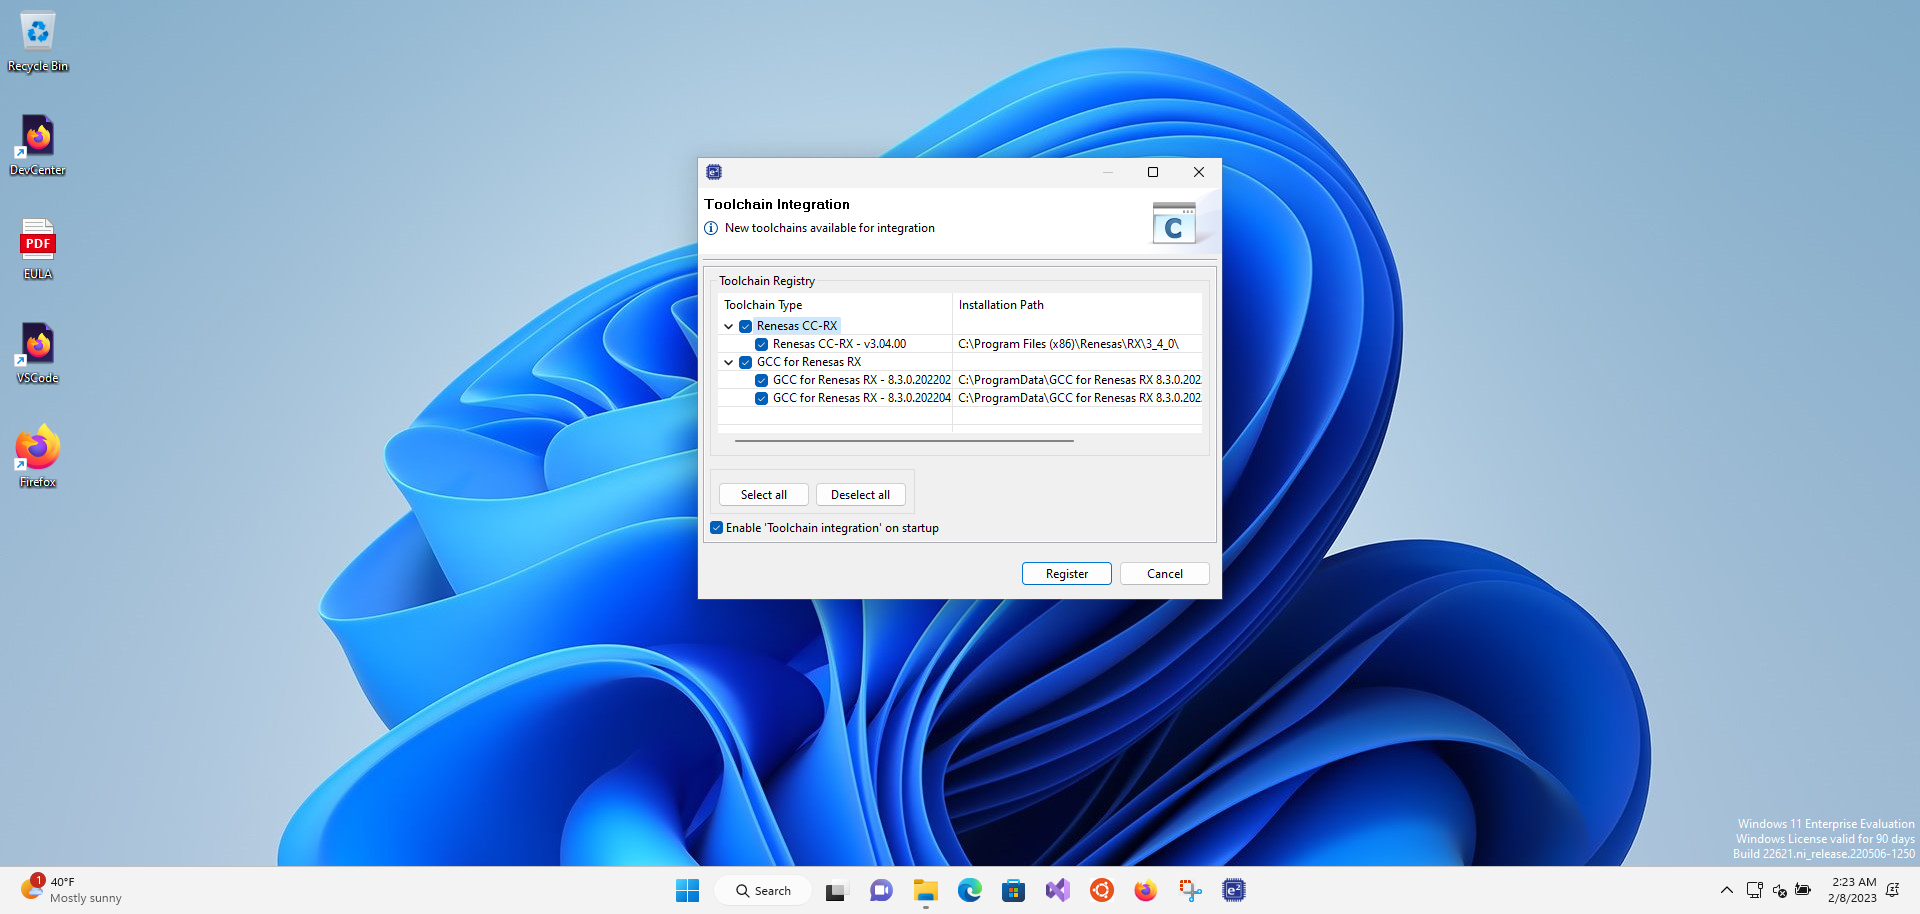 Recycle Bin
DevCenter
PDF
EULA
VSCode
Firefox
e²
Toolchain Integration
New toolchains available for integration
C
Toolchain Registry
Toolchain Type Installation Path
Renesas CC-RX
Renesas CC-RX - v3.04.00 C:\Program Files (x86)\Renesas\RX\3_4_0\
GCC for Renesas RX
GCC for Renesas RX - 8.3.0.202202 C:\ProgramData\GCC for Renesas RX 8.3.0.202
GCC for Renesas RX - 8.3.0.202204 C:\ProgramData\GCC for Renesas RX 8.3.0.202
Select all Deselect all
Enable 'Toolchain integration' on startup
Register Cancel
Windows 11 Enterprise Evaluation
Windows License valid for 90 days
Build 22621.ni_release.220506-1250
1
40°F
Mostly sunny
Search
e²
2:23 AM
2/8/2023